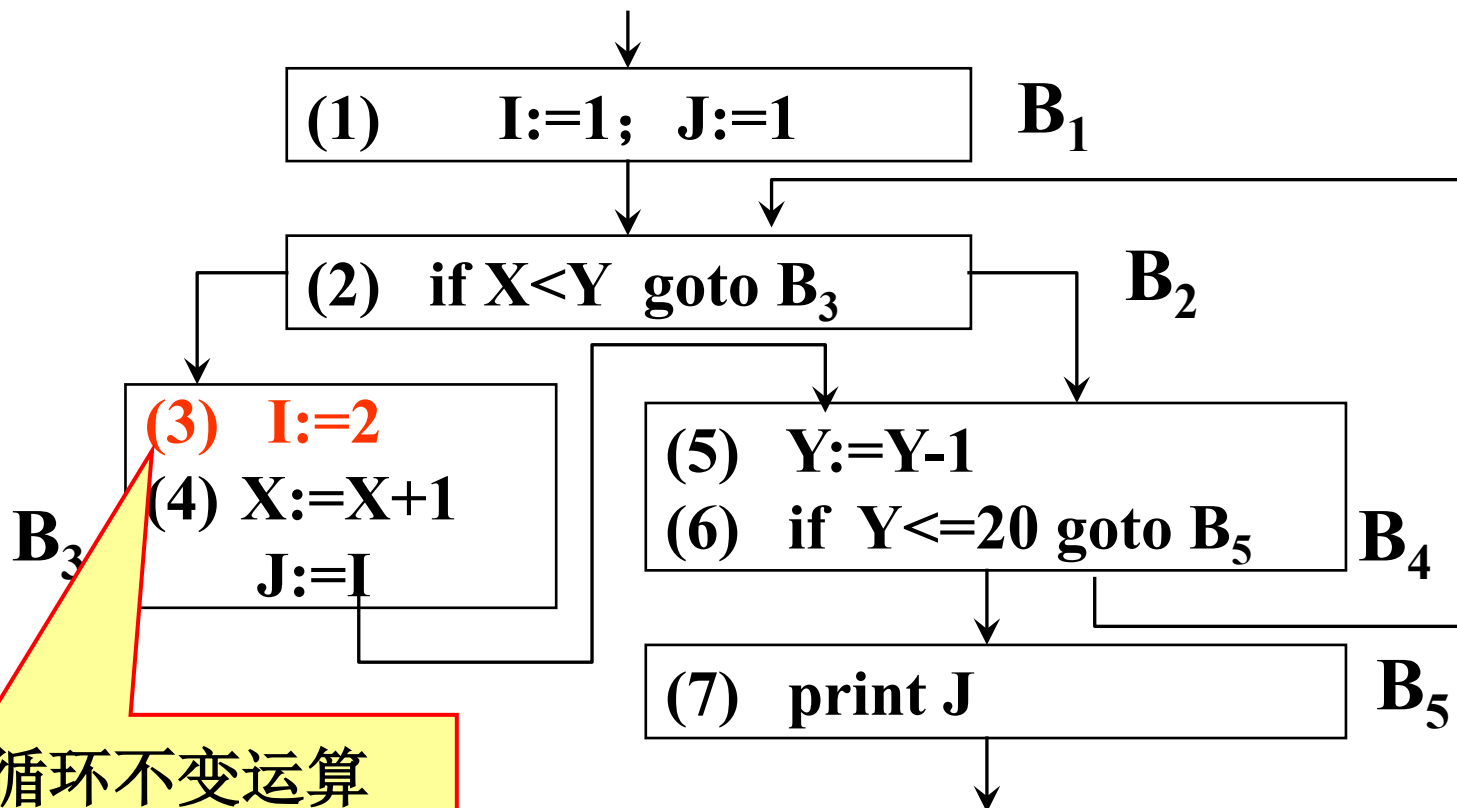 (1) I:=1；J:=1
B₁
(2) if X<Y goto B₃
B₂
(3) I:=2
(4) X:=X+1
J:=I
B₃
(5) Y:=Y-1
(6) if Y<=20 goto B₅
B₄
(7) print J
B₅
循环不变运算